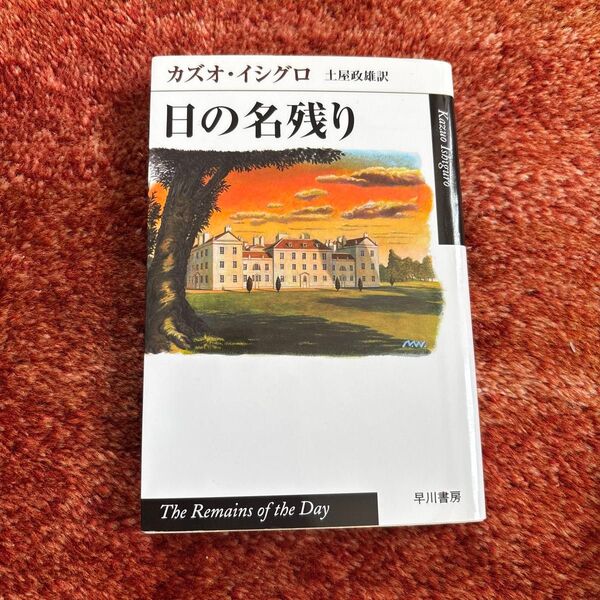 カズオ・イシグロ 土屋政雄訳
日の名残り
Kazuo Ishiguro
M.W.
The Remains of the Day
早川書房